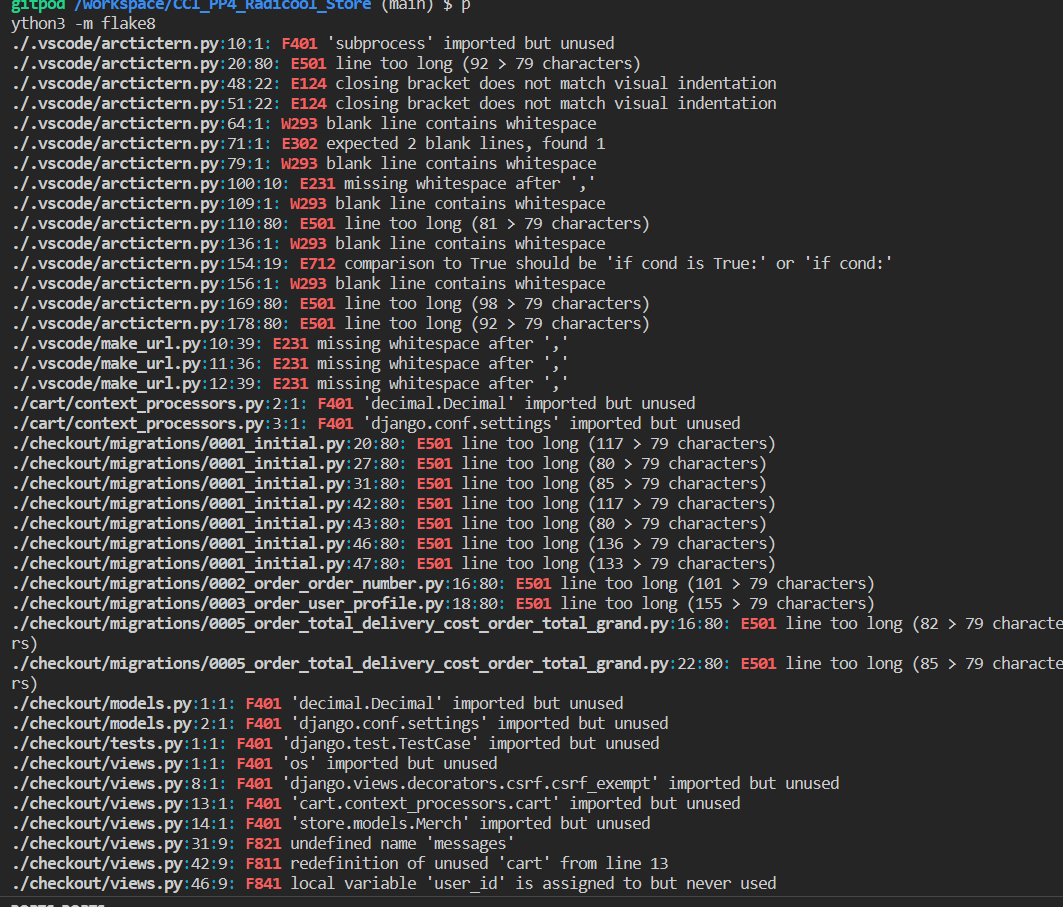 gitpod /workspace/CCI_PP4_Radicool_Store (main) $ p
ython3 -m flake8
./.vscode/arctictern.py:10:1: F401 'subprocess' imported but unused
./.vscode/arctictern.py:20:80: E501 line too long (92 > 79 characters)
./.vscode/arctictern.py:48:22: E124 closing bracket does not match visual indentation
./.vscode/arctictern.py:51:22: E124 closing bracket does not match visual indentation
./.vscode/arctictern.py:64:1: W293 blank line contains whitespace
./.vscode/arctictern.py:71:1: E302 expected 2 blank lines, found 1
./.vscode/arctictern.py:79:1: W293 blank line contains whitespace
./.vscode/arctictern.py:100:10: E231 missing whitespace after ','
./.vscode/arctictern.py:109:1: W293 blank line contains whitespace
./.vscode/arctictern.py:110:80: E501 line too long (81 > 79 characters)
./.vscode/arctictern.py:136:1: W293 blank line contains whitespace
./.vscode/arctictern.py:154:19: E712 comparison to True should be 'if cond is True:' or 'if cond:'
./.vscode/arctictern.py:156:1: W293 blank line contains whitespace
./.vscode/arctictern.py:169:80: E501 line too long (98 > 79 characters)
./.vscode/arctictern.py:178:80: E501 line too long (92 > 79 characters)
./.vscode/make_url.py:10:39: E231 missing whitespace after ','
./.vscode/make_url.py:11:36: E231 missing whitespace after ','
./.vscode/make_url.py:12:39: E231 missing whitespace after ','
./cart/context_processors.py:2:1: F401 'decimal.Decimal' imported but unused
./cart/context_processors.py:3:1: F401 'django.conf.settings' imported but unused
./checkout/migrations/0001_initial.py:20:80: E501 line too long (117 > 79 characters)
./checkout/migrations/0001_initial.py:27:80: E501 line too long (80 > 79 characters)
./checkout/migrations/0001_initial.py:31:80: E501 line too long (85 > 79 characters)
./checkout/migrations/0001_initial.py:42:80: E501 line too long (117 > 79 characters)
./checkout/migrations/0001_initial.py:43:80: E501 line too long (80 > 79 characters)
./checkout/migrations/0001_initial.py:46:80: E501 line too long (136 > 79 characters)
./checkout/migrations/0001_initial.py:47:80: E501 line too long (133 > 79 characters)
./checkout/migrations/0002_order_order_number.py:16:80: E501 line too long (101 > 79 characters)
./checkout/migrations/0003_order_user_profile.py:18:80: E501 line too long (155 > 79 characters)
./checkout/migrations/0005_order_total_delivery_cost_order_total_grand.py:16:80: E501 line too long (82 > 79 characte
rs)
./checkout/migrations/0005_order_total_delivery_cost_order_total_grand.py:22:80: E501 line too long (85 > 79 characte
rs)
./checkout/models.py:1:1: F401 'decimal.Decimal' imported but unused
./checkout/models.py:2:1: F401 'django.conf.settings' imported but unused
./checkout/tests.py:1:1: F401 'django.test.TestCase' imported but unused
./checkout/views.py:1:1: F401 'os' imported but unused
./checkout/views.py:8:1: F401 'django.views.decorators.csrf.csrf_exempt' imported but unused
./checkout/views.py:13:1: F401 'cart.context_processors.cart' imported but unused
./checkout/views.py:14:1: F401 'store.models.Merch' imported but unused
./checkout/views.py:31:9: F821 undefined name 'messages'
./checkout/views.py:42:9: F811 redefinition of unused 'cart' from line 13
./checkout/views.py:46:9: F841 local variable 'user_id' is assigned to but never used